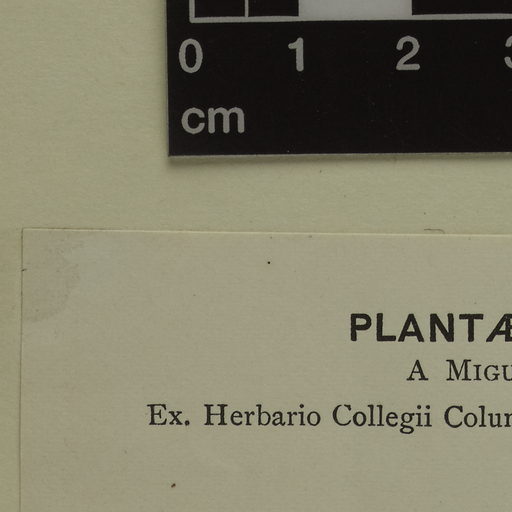 0 1 2
cm
PLANTÆ
A MIGU
Ex. Herbario Collegii Colum